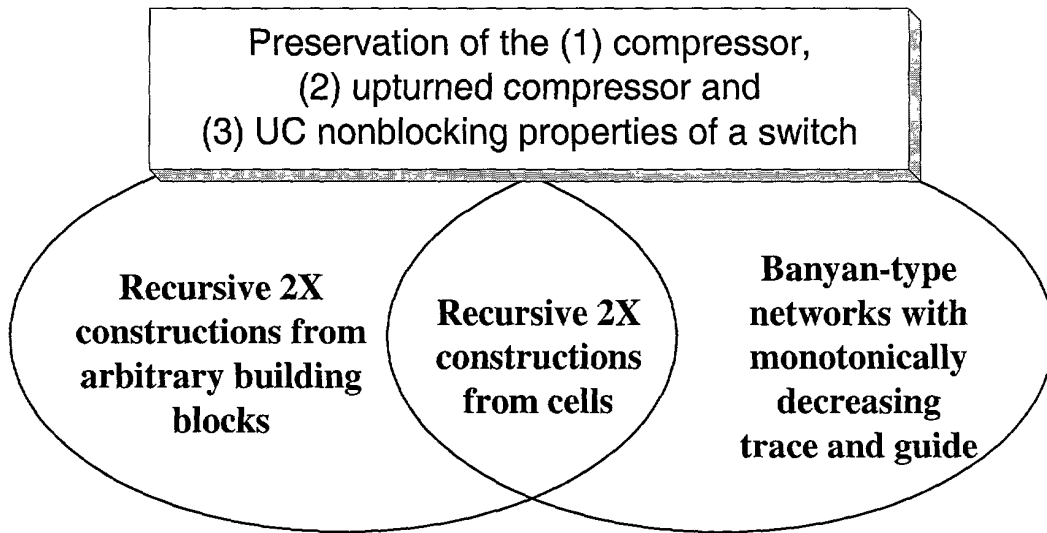 Preservation of the (1) compressor,
(2) upturned compressor and
(3) UC nonblocking properties of a switch
Recursive 2X
constructions from
arbitrary building
blocks
Recursive 2X
constructions
from cells
Banyan-type
networks with
monotonically
decreasing
trace and guide